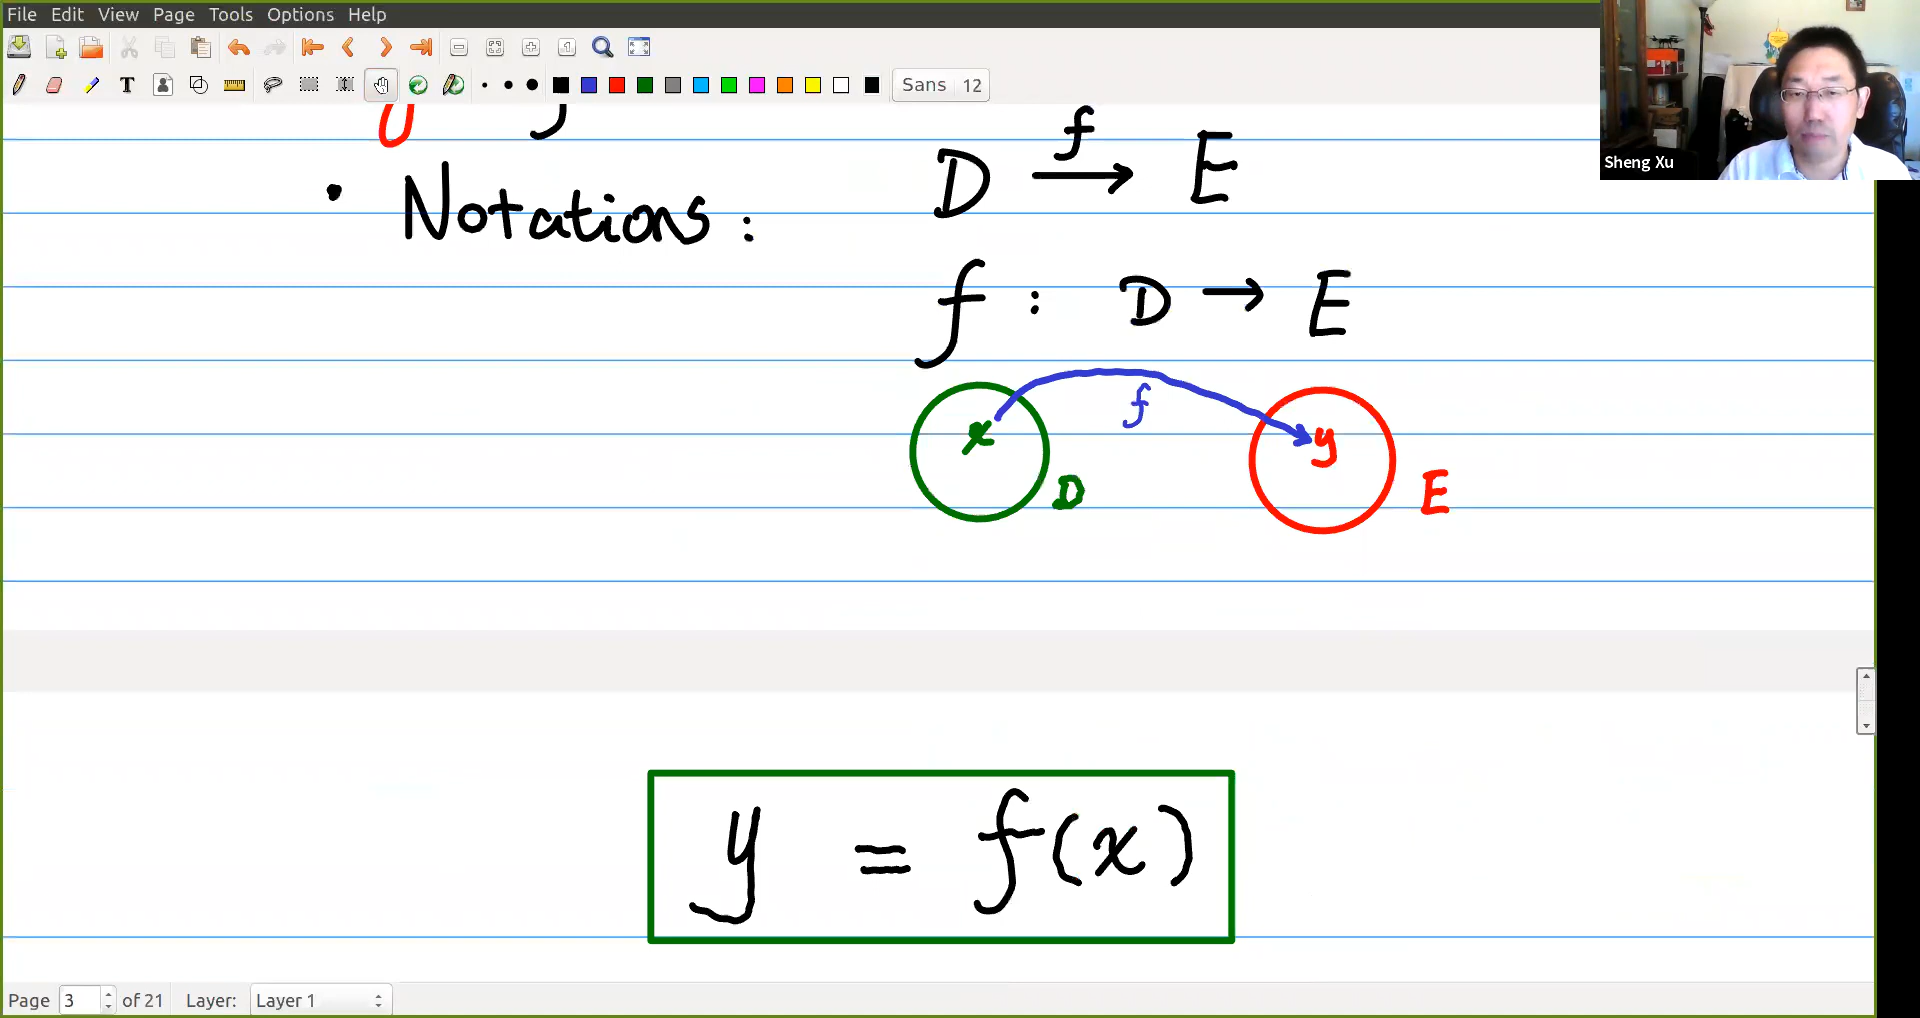 File Edit View Page Tools Options Help
Sans 12
Sheng Xu
D →f E
• Notations:
f : D → E
f
x y
D E
y = f(x)
Page 3 of 21 Layer: Layer 1